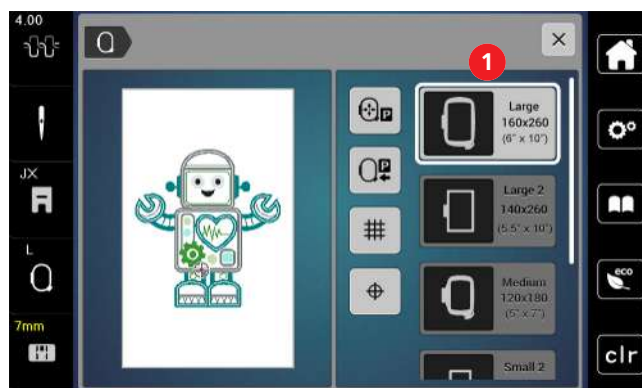 4.00
JX
L
7mm
P
P
1
Large
160x260
(6" x 10")
Large 2
140x260
(5.5" x 10")
Medium
120x180
(5" x 7")
Small 2
eco
clr